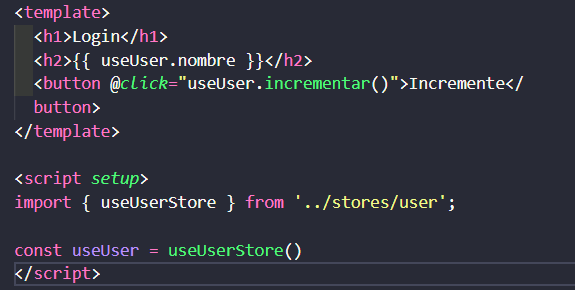 <template>
<h1>Login</h1>
<h2>{{ useUser.nombre }}</h2>
<button @click="useUser.incrementar()">Incremente</
button>
</template>
<script setup>
import { useUserStore } from '../stores/user';
const useUser = useUserStore()
</script>